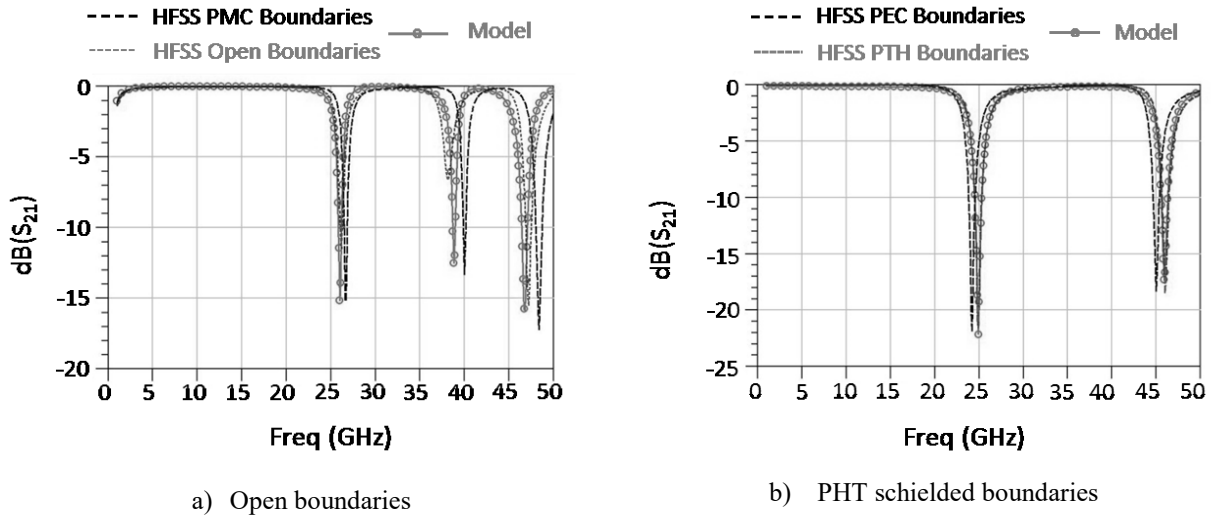 HFSS PMC Boundaries
HFSS Open Boundaries
Model
0
-5
-10
-15
-20
dB(S21)
0 5 10 15 20 25 30 35 40 45 50
Freq (GHz)
a) Open boundaries
HFSS PEC Boundaries
HFSS PTH Boundaries
Model
0
-5
-10
-15
-20
-25
dB(S21)
0 5 10 15 20 25 30 35 40 45 50
Freq (GHz)
b) PHT schielded boundaries